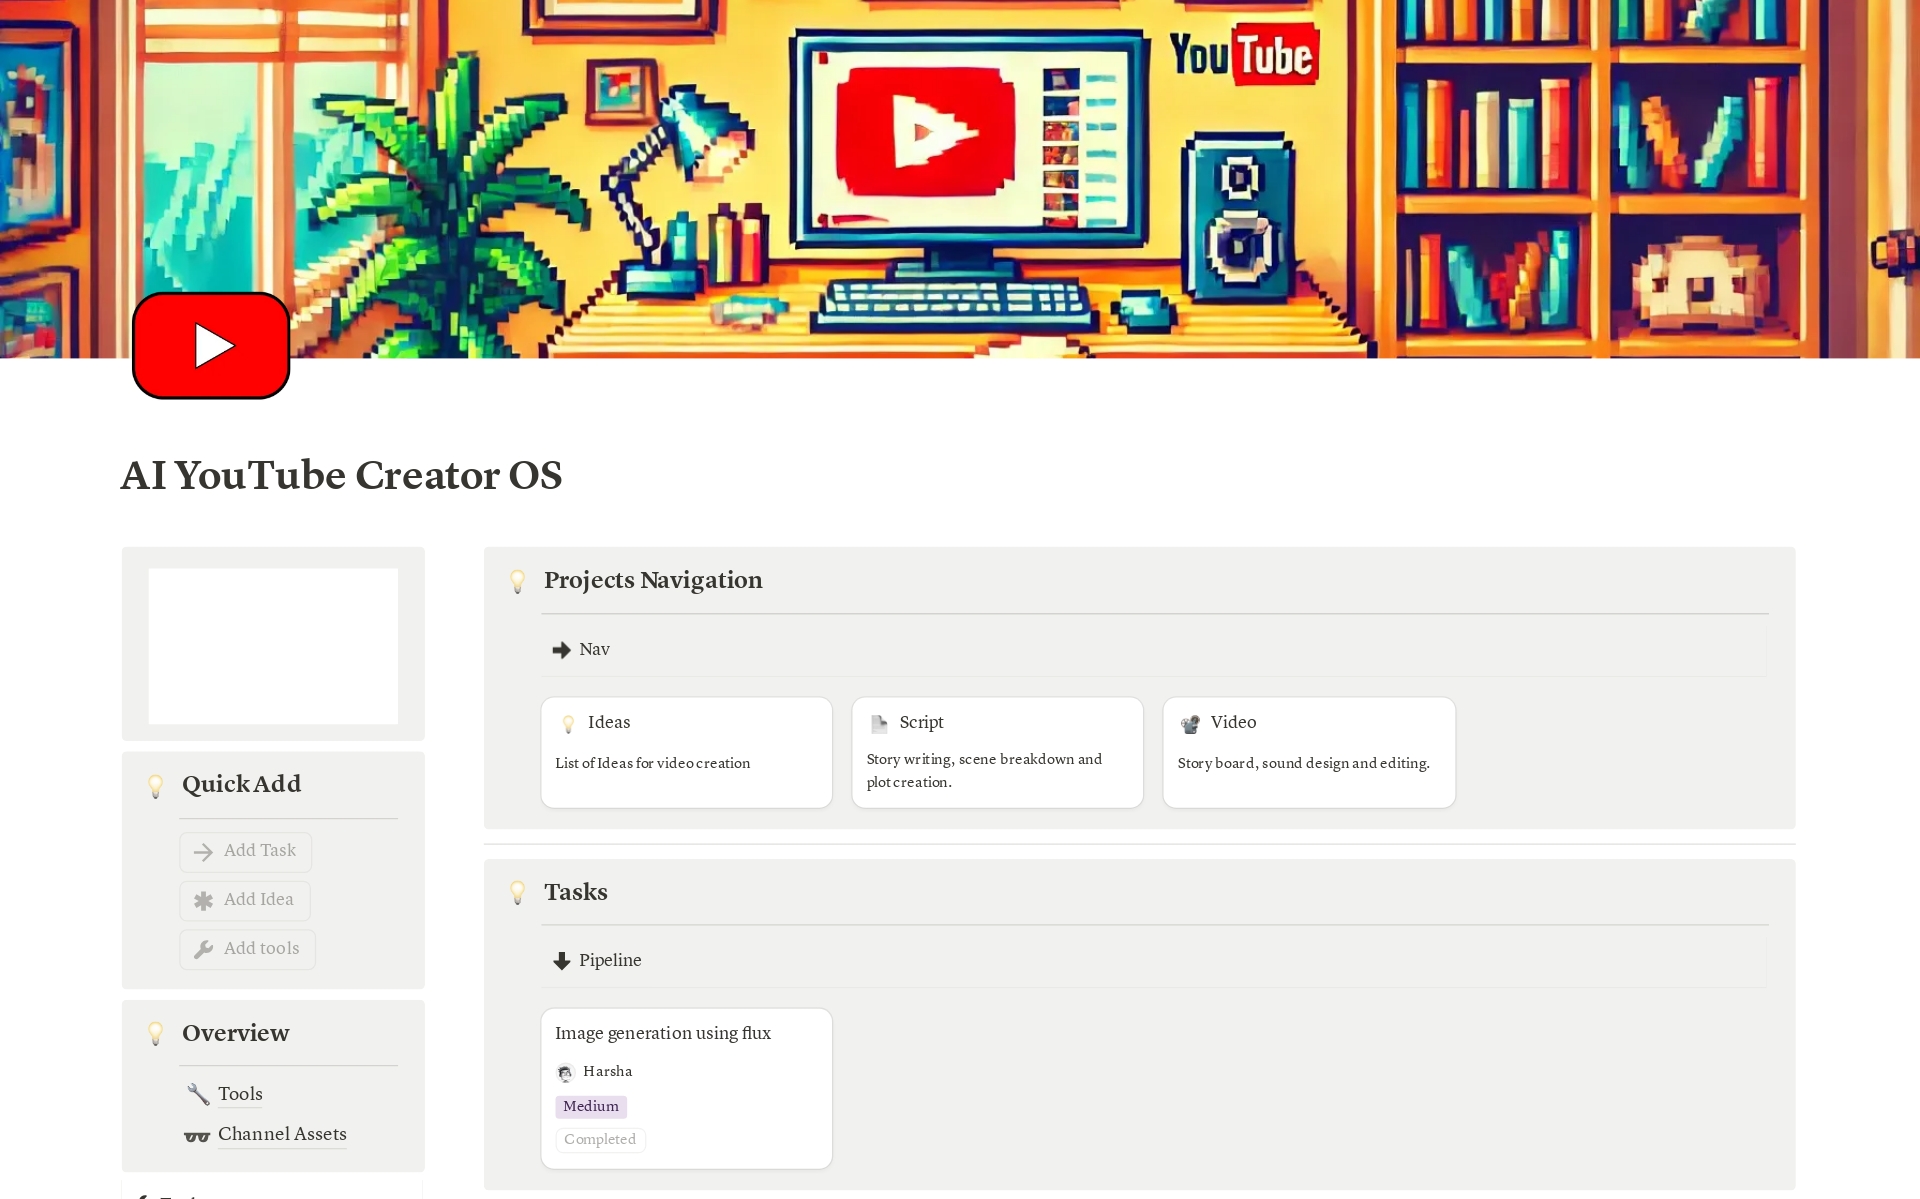 YouTube
AI YouTube Creator OS
Quick Add
Add Task
Add Idea
Add tools
Overview
Tools
Channel Assets
Projects Navigation
Nav
Ideas
List of Ideas for video creation
Script
Story writing, scene breakdown and
plot creation.
Video
Story board, sound design and editing.
Tasks
Pipeline
Image generation using flux
Harsha
Medium
Completed